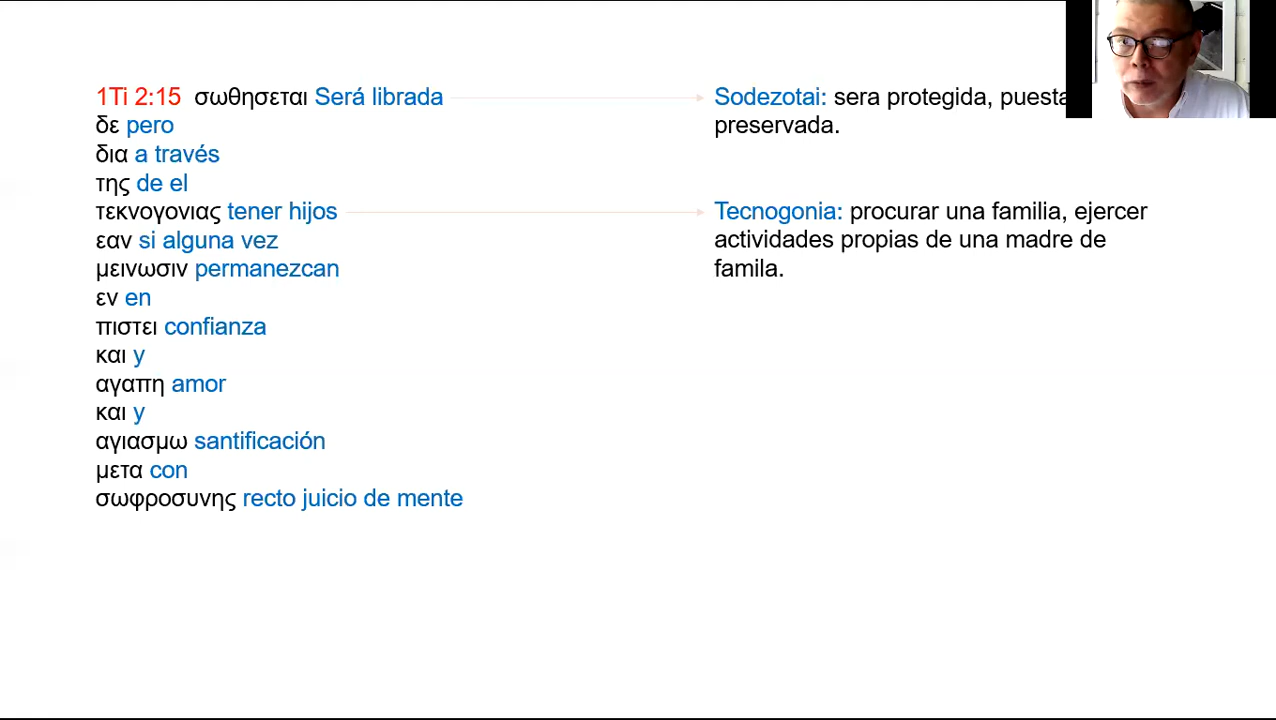 1Ti 2:15 σωθησεται Será librada
δε pero
δια a través
της de el
τεκνογονιας tener hijos
εαν si alguna vez
μεινωσιν permanezcan
εν en
πιστει confianza
και y
αγαπη amor
και y
αγιασμω santificación
μετα con
σωφροσυνης recto juicio de mente
Sodezotai: sera protegida, puesta
preservada.
Tecnogonia: procurar una familia, ejercer
actividades propias de una madre de
famila.